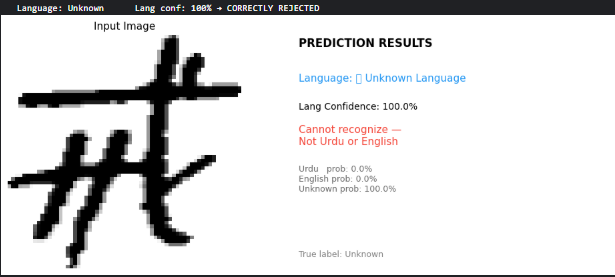 Language: Unknown Lang conf: 100% → CORRECTLY REJECTED
Input Image
戒
PREDICTION RESULTS
Language: Unknown Language
Lang Confidence: 100.0%
Cannot recognize —
Not Urdu or English
Urdu prob: 0.0%
English prob: 0.0%
Unknown prob: 100.0%
True label: Unknown